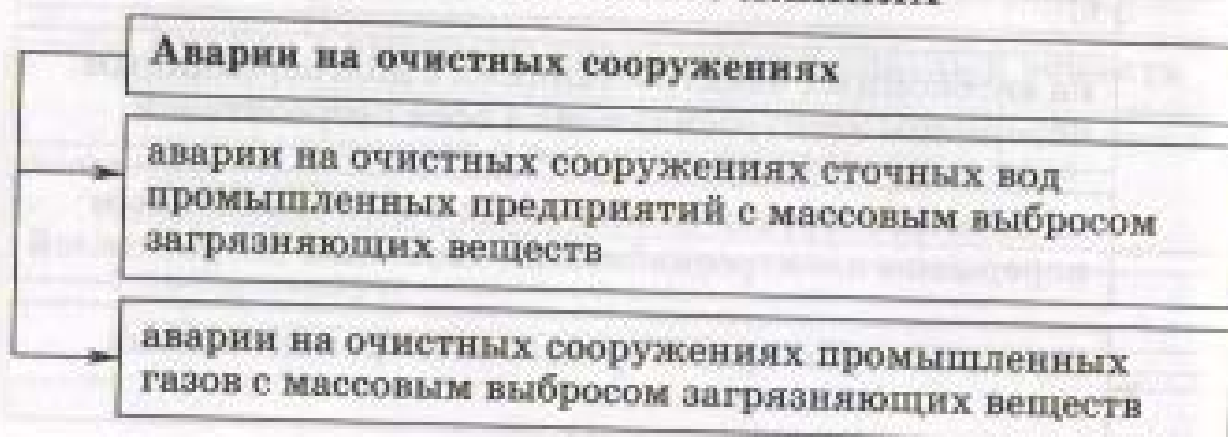 Аварии на очистных сооружениях
аварии на очистных сооружениях сточных вод
промышленных предприятий с массовым выбросом
загрязняющих веществ
аварии на очистных сооружениях промышленных
газов с массовым выбросом загрязняющих веществ